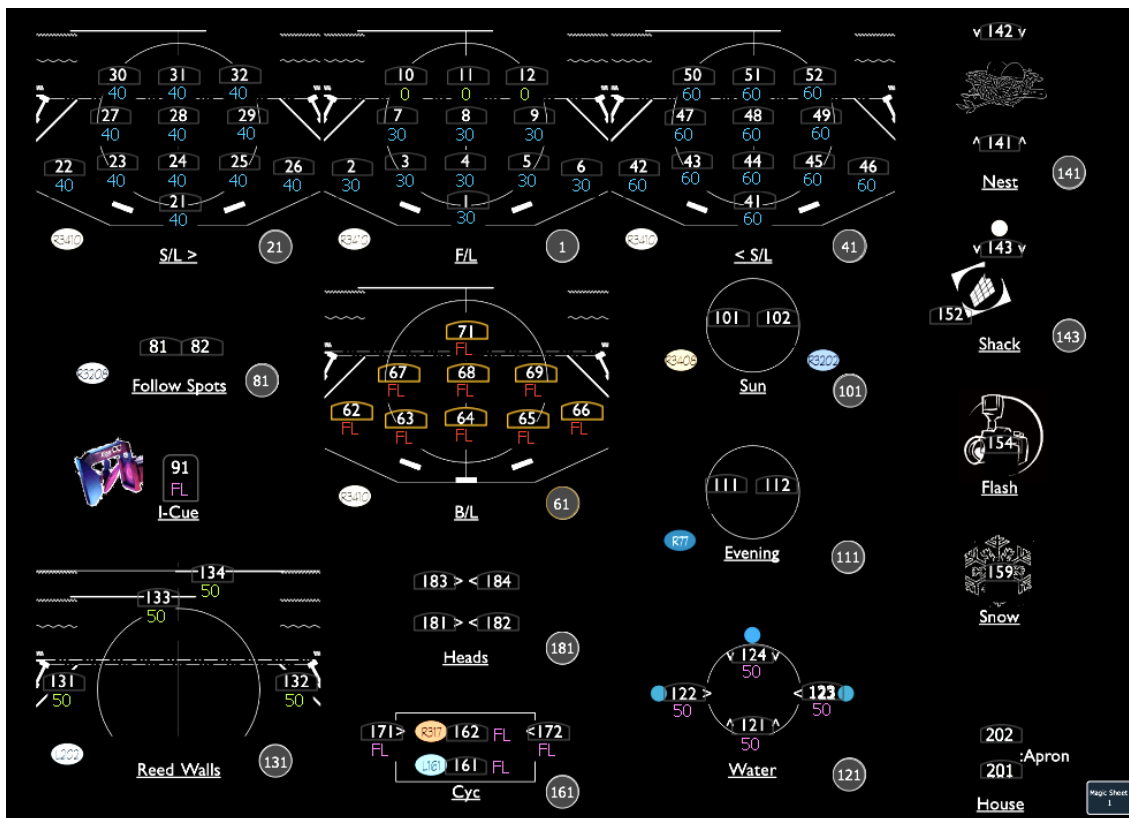 30 31 32
40 40 40
27 28 29
40 40 40
22 23 24 25 26
40 40 40 40 40
21
40
R3410
S/L >
21
10 11 12
0 0 0
7 8 9
30 30 30
2 3 4 5 6
30 30 30 30 30
1
30
R3410
F/L
1
50 51 52
60 60 60
47 48 49
60 60 60
42 43 44 45 46
60 60 60 60 60
41
60
R3410
< S/L
41
v 142 v
^ 141 ^
Nest
141
v 143 v
152
Shack
143
81 82
R3208
Follow Spots
81
71
FL
67 68 69
FL FL FL
62 63 64 65 66
FL FL FL FL FL
R3410
B/L
61
101 102
R3408
R3202
Sun
101
91
FL
I-Cue
111 112
R77
Evening
111
154
Flash
159
Snow
134
50
133
50
131 132
50 50
L202
Reed Walls
131
183 > < 184
181 > < 182
Heads
181
171 > R317 162 FL < 172
FL L161 161 FL FL
Cyc
161
v 124 v
50
122 > < 123
50 50
^ 121 ^
50
Water
121
202
:Apron
201
House
Magic Sheet
1